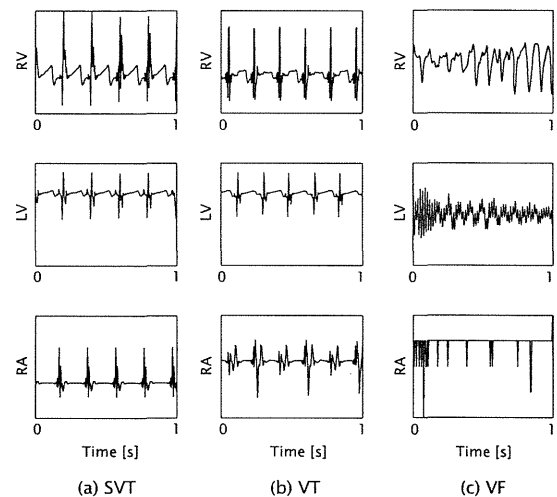 RV
0 1
RV
0 1
RV
0 1
LV
0 1
LV
0 1
LV
0 1
RA
0 1
Time [s]
RA
0 1
Time [s]
RA
0 1
Time [s]
(a) SVT
(b) VT
(c) VF